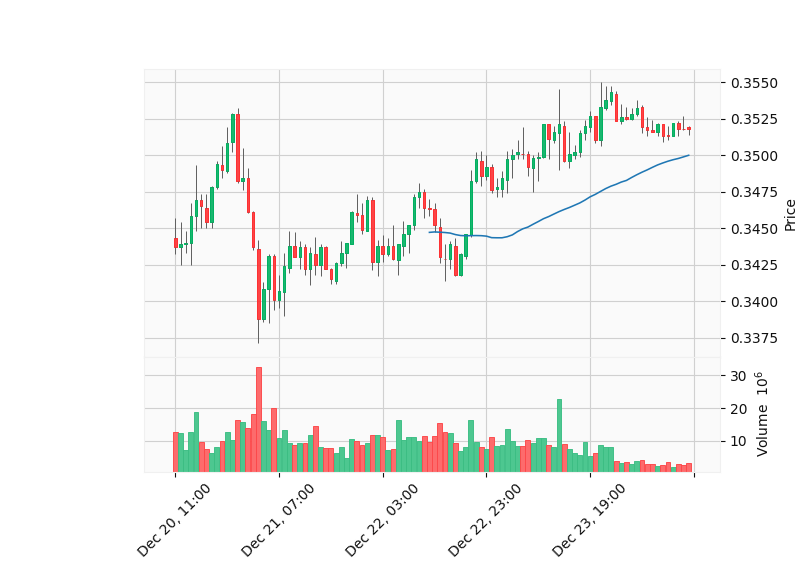 0.3550
0.3525
0.3500
0.3475
0.3450
0.3425
0.3400
0.3375
Price
30
20
10
Volume 10^6
Dec 20, 11:00
Dec 21, 07:00
Dec 22, 03:00
Dec 22, 23:00
Dec 23, 19:00